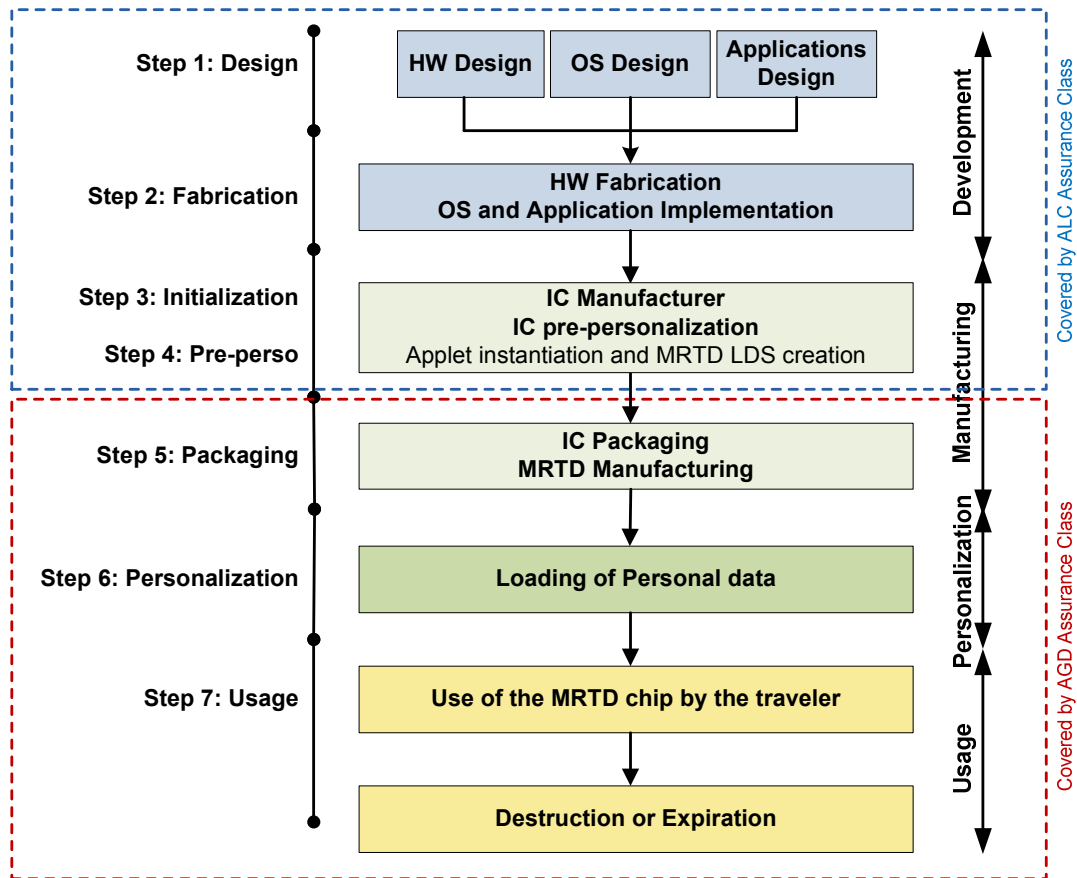 Step 1: Design
HW Design
OS Design
Applications
Design
Development
Covered by ALC Assurance Class
Step 2: Fabrication
HW Fabrication
OS and Application Implementation
Step 3: Initialization
Step 4: Pre-perso
IC Manufacturer
IC pre-personalization
Applet instantiation and MRTD LDS creation
Manufacturing
Step 5: Packaging
IC Packaging
MRTD Manufacturing
Step 6: Personalization
Loading of Personal data
Personalization
Covered by AGD Assurance Class
Step 7: Usage
Use of the MRTD chip by the traveler
Usage
Destruction or Expiration